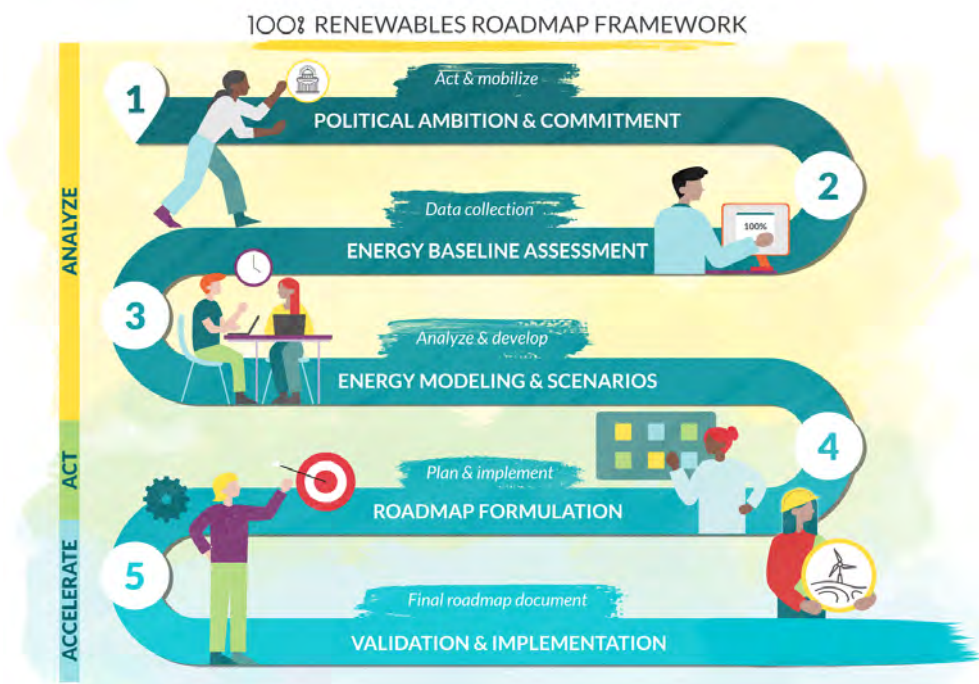 100% RENEWABLES ROADMAP FRAMEWORK
1
Act & mobilize
POLITICAL AMBITION & COMMITMENT
2
Data collection
100%
ENERGY BASELINE ASSESSMENT
ANALYZE
3
Analyze & develop
ENERGY MODELING & SCENARIOS
4
ACT
Plan & implement
ROADMAP FORMULATION
5
ACCELERATE
Final roadmap document
VALIDATION & IMPLEMENTATION